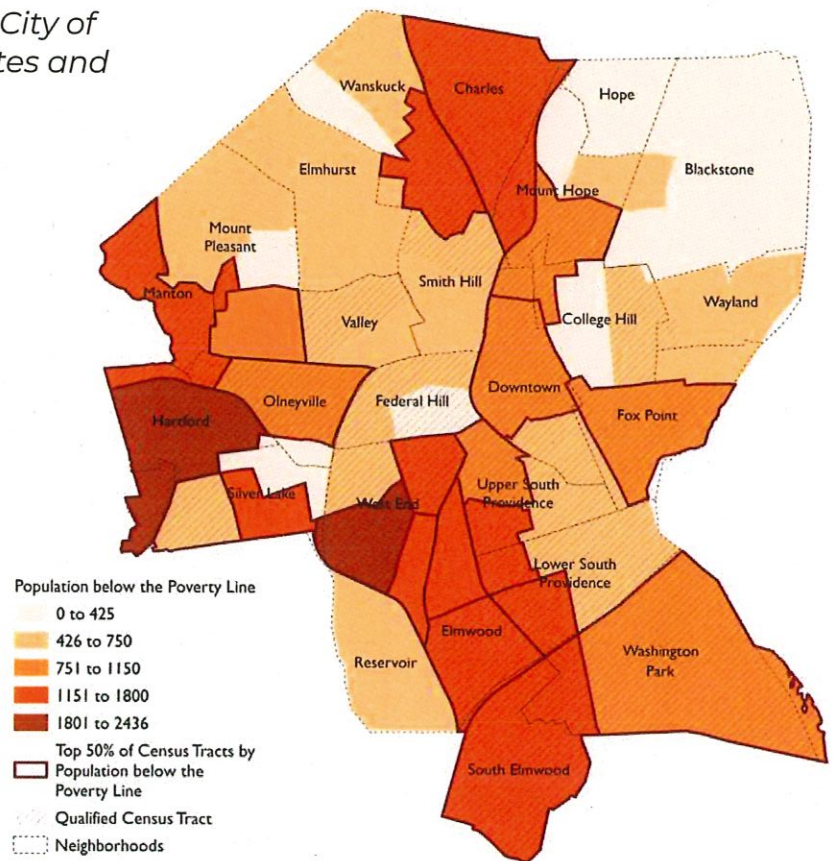 City of
tes and
Wanskuck
Charles
Hope
Elmhurst
Blackstone
Mount Hope
Mount
Pleasant
Smith Hill
Manton
Valley
College Hill
Wayland
Downtown
Olneyville
Federal Hill
Hartford
Fox Point
Silver Lake
West End
Upper South
Providence
Lower South
Providence
Elmwood
Reservoir
Washington
Park
South Elmwood
Population below the Poverty Line
0 to 425
426 to 750
751 to 1150
1151 to 1800
1801 to 2436
Top 50% of Census Tracts by
Population below the
Poverty Line
Qualified Census Tract
Neighborhoods